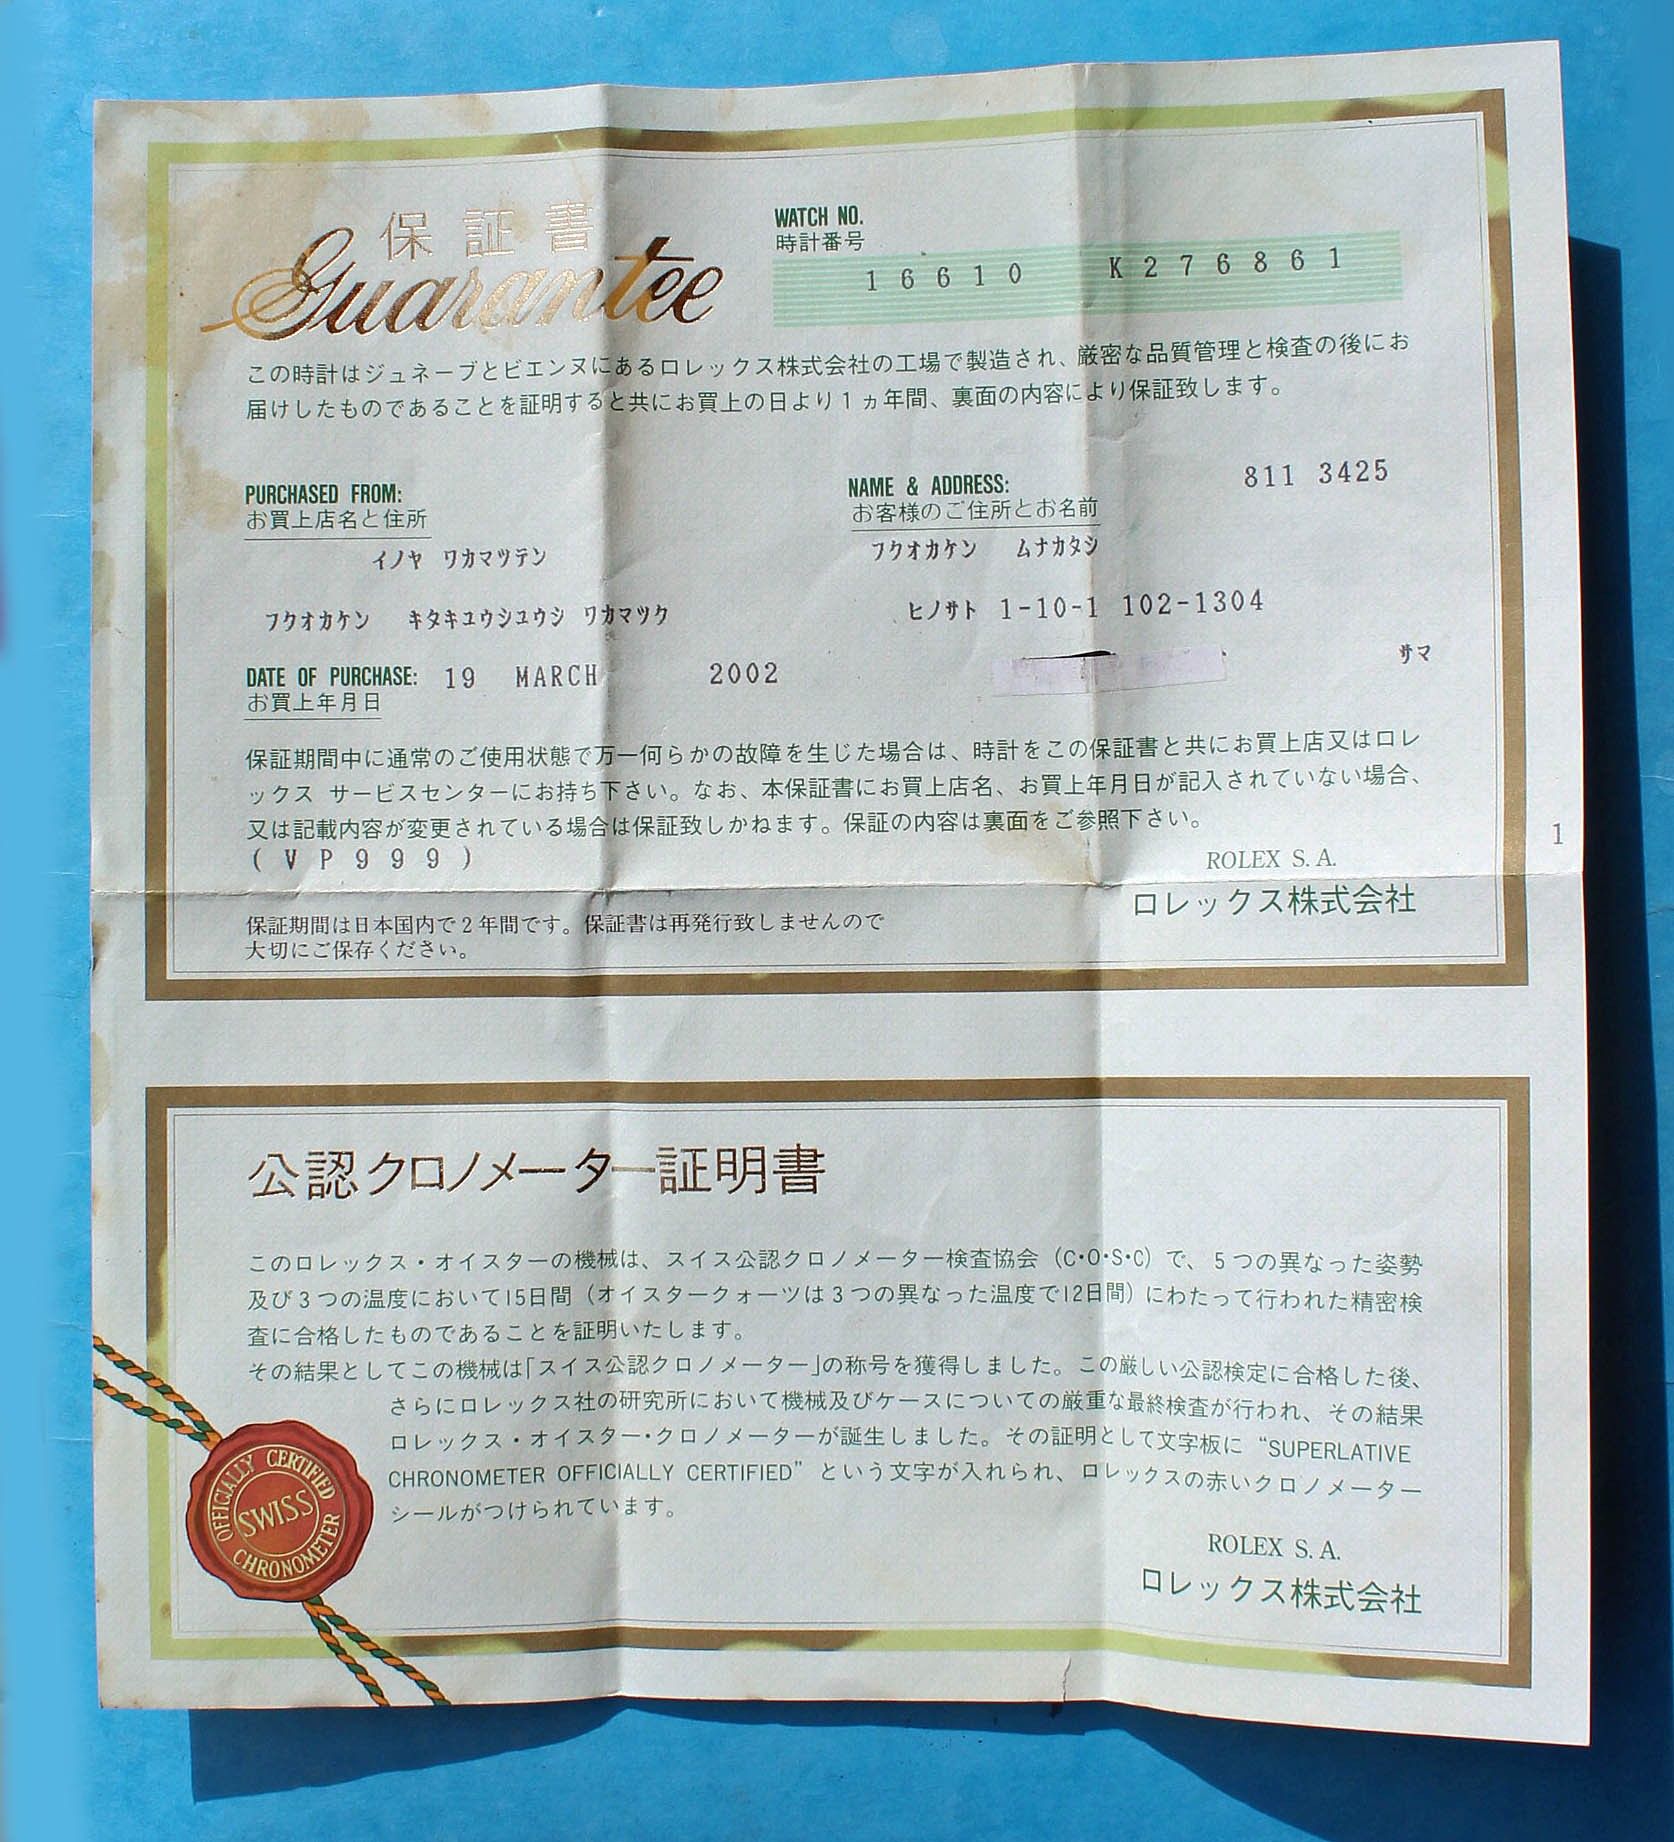 保証書
Guarantee
WATCH NO.
時計番号
16610 K276861
この時計はジュネーブとビエンヌにあるロレックス株式会社の工場で製造され、厳密な品質管理と検査の後にお
届けしたものであることを証明すると共にお買上の日より1ヵ年間、裏面の内容により保証致します。
PURCHASED FROM:
お買上店名と住所
イノヤ ワカマツテン
フクオカケン キタキユウシユウシ ワカマツク
NAME & ADDRESS:
811 3425
お客様のご住所とお名前
フクオカケン ムナカタシ
ヒノサト 1-10-1 102-1304
サマ
DATE OF PURCHASE: 19 MARCH 2002
お買上年月日
保証期間中に通常のご使用状態で万一何らかの故障を生じた場合は、時計をこの保証書と共にお買上店又はロレ
ックス サービスセンターにお持ち下さい。なお、本保証書にお買上店名、お買上年月日が記入されていない場合、
又は記載内容が変更されている場合は保証致しかねます。保証の内容は裏面をご参照下さい。
(VP999)
ROLEX S.A.
ロレックス株式会社
1
保証期間は日本国内で2年間です。保証書は再発行致しませんので
大切にご保存ください。
公認クロノメーター証明書
このロレックス・オイスターの機械は、スイス公認クロノメーター検査協会(C・O・S・C)で、5つの異なった姿勢
及び3つの温度において15日間(オイスタークォーツは3つの異なった温度で12日間)にわたって行われた精密検
査に合格したものであることを証明いたします。
その結果としてこの機械は「スイス公認クロノメーター」の称号を獲得しました。この厳しい公認検定に合格した後、
さらにロレックス社の研究所において機械及びケースについての厳重な最終検査が行われ、その結果
ロレックス・オイスター・クロノメーターが誕生しました。その証明として文字板に“SUPERLATIVE
CHRONOMETER OFFICIALLY CERTIFIED”という文字が入れられ、ロレックスの赤いクロノメーター
シールがつけられています。
ROLEX S.A.
ロレックス株式会社
OFFICIALLY CERTIFIED
SWISS
CHRONOMETER